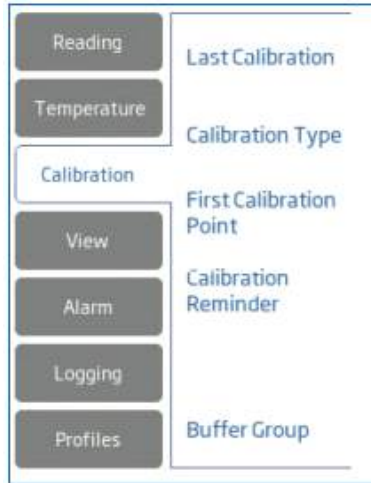 Reading
Temperature
Calibration
View
Alarm
Logging
Profiles
Last Calibration
Calibration Type
First Calibration
Point
Calibration
Reminder
Buffer Group